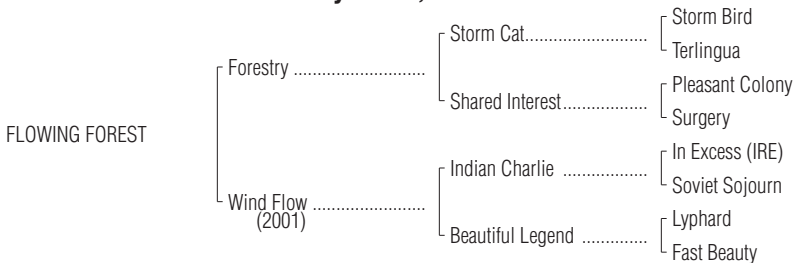 Storm Bird
Storm Cat..........................
Terlingua
Forestry ............................
Pleasant Colony
Shared Interest..................
Surgery
FLOWING FOREST
In Excess (IRE)
Indian Charlie ..................
Soviet Sojourn
Wind Flow ........................
(2001)
Lyphard
Beautiful Legend ..............
Fast Beauty